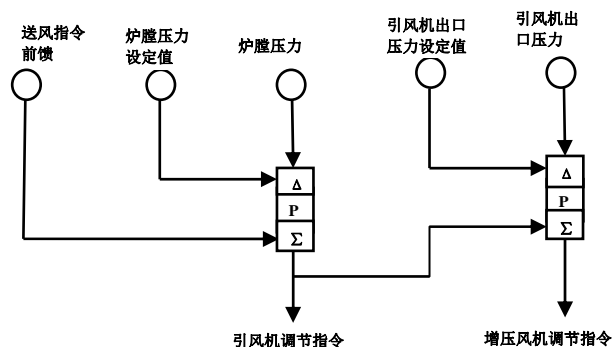 送风指令
前馈
炉膛压力
设定值
炉膛压力
引风机出口
压力设定值
引风机出
口压力
Δ
P
Σ
Δ
P
Σ
引风机调节指令
增压风机调节指令